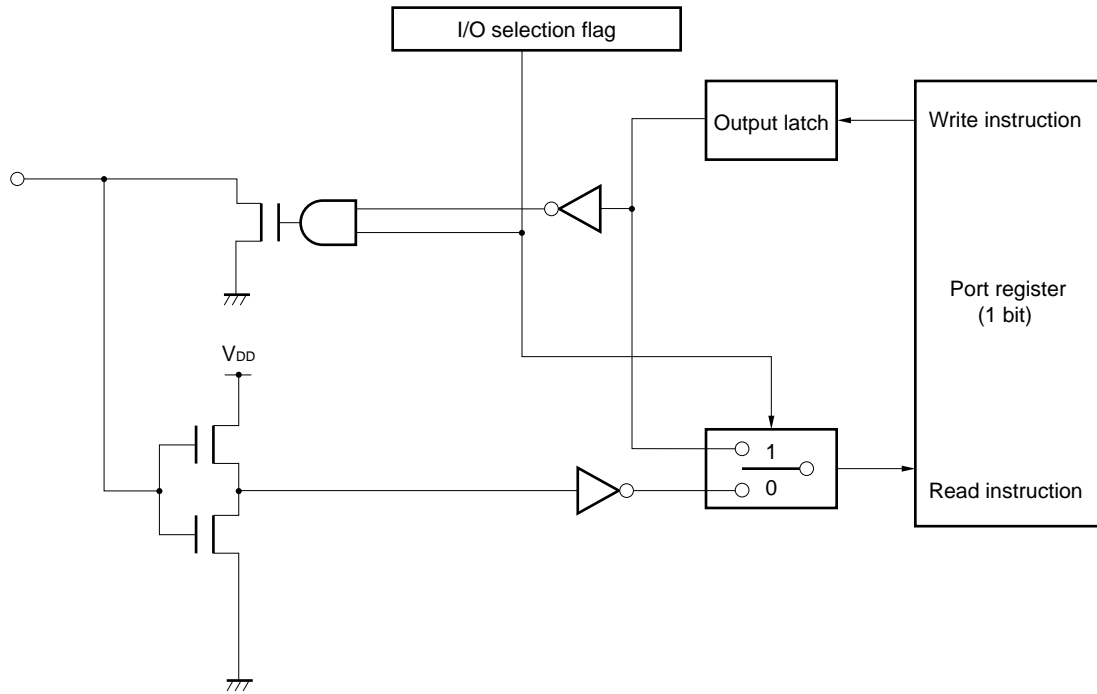 I/O selection flag
Output latch
Write instruction
Port register
(1 bit)
VDD
1
0
Read instruction